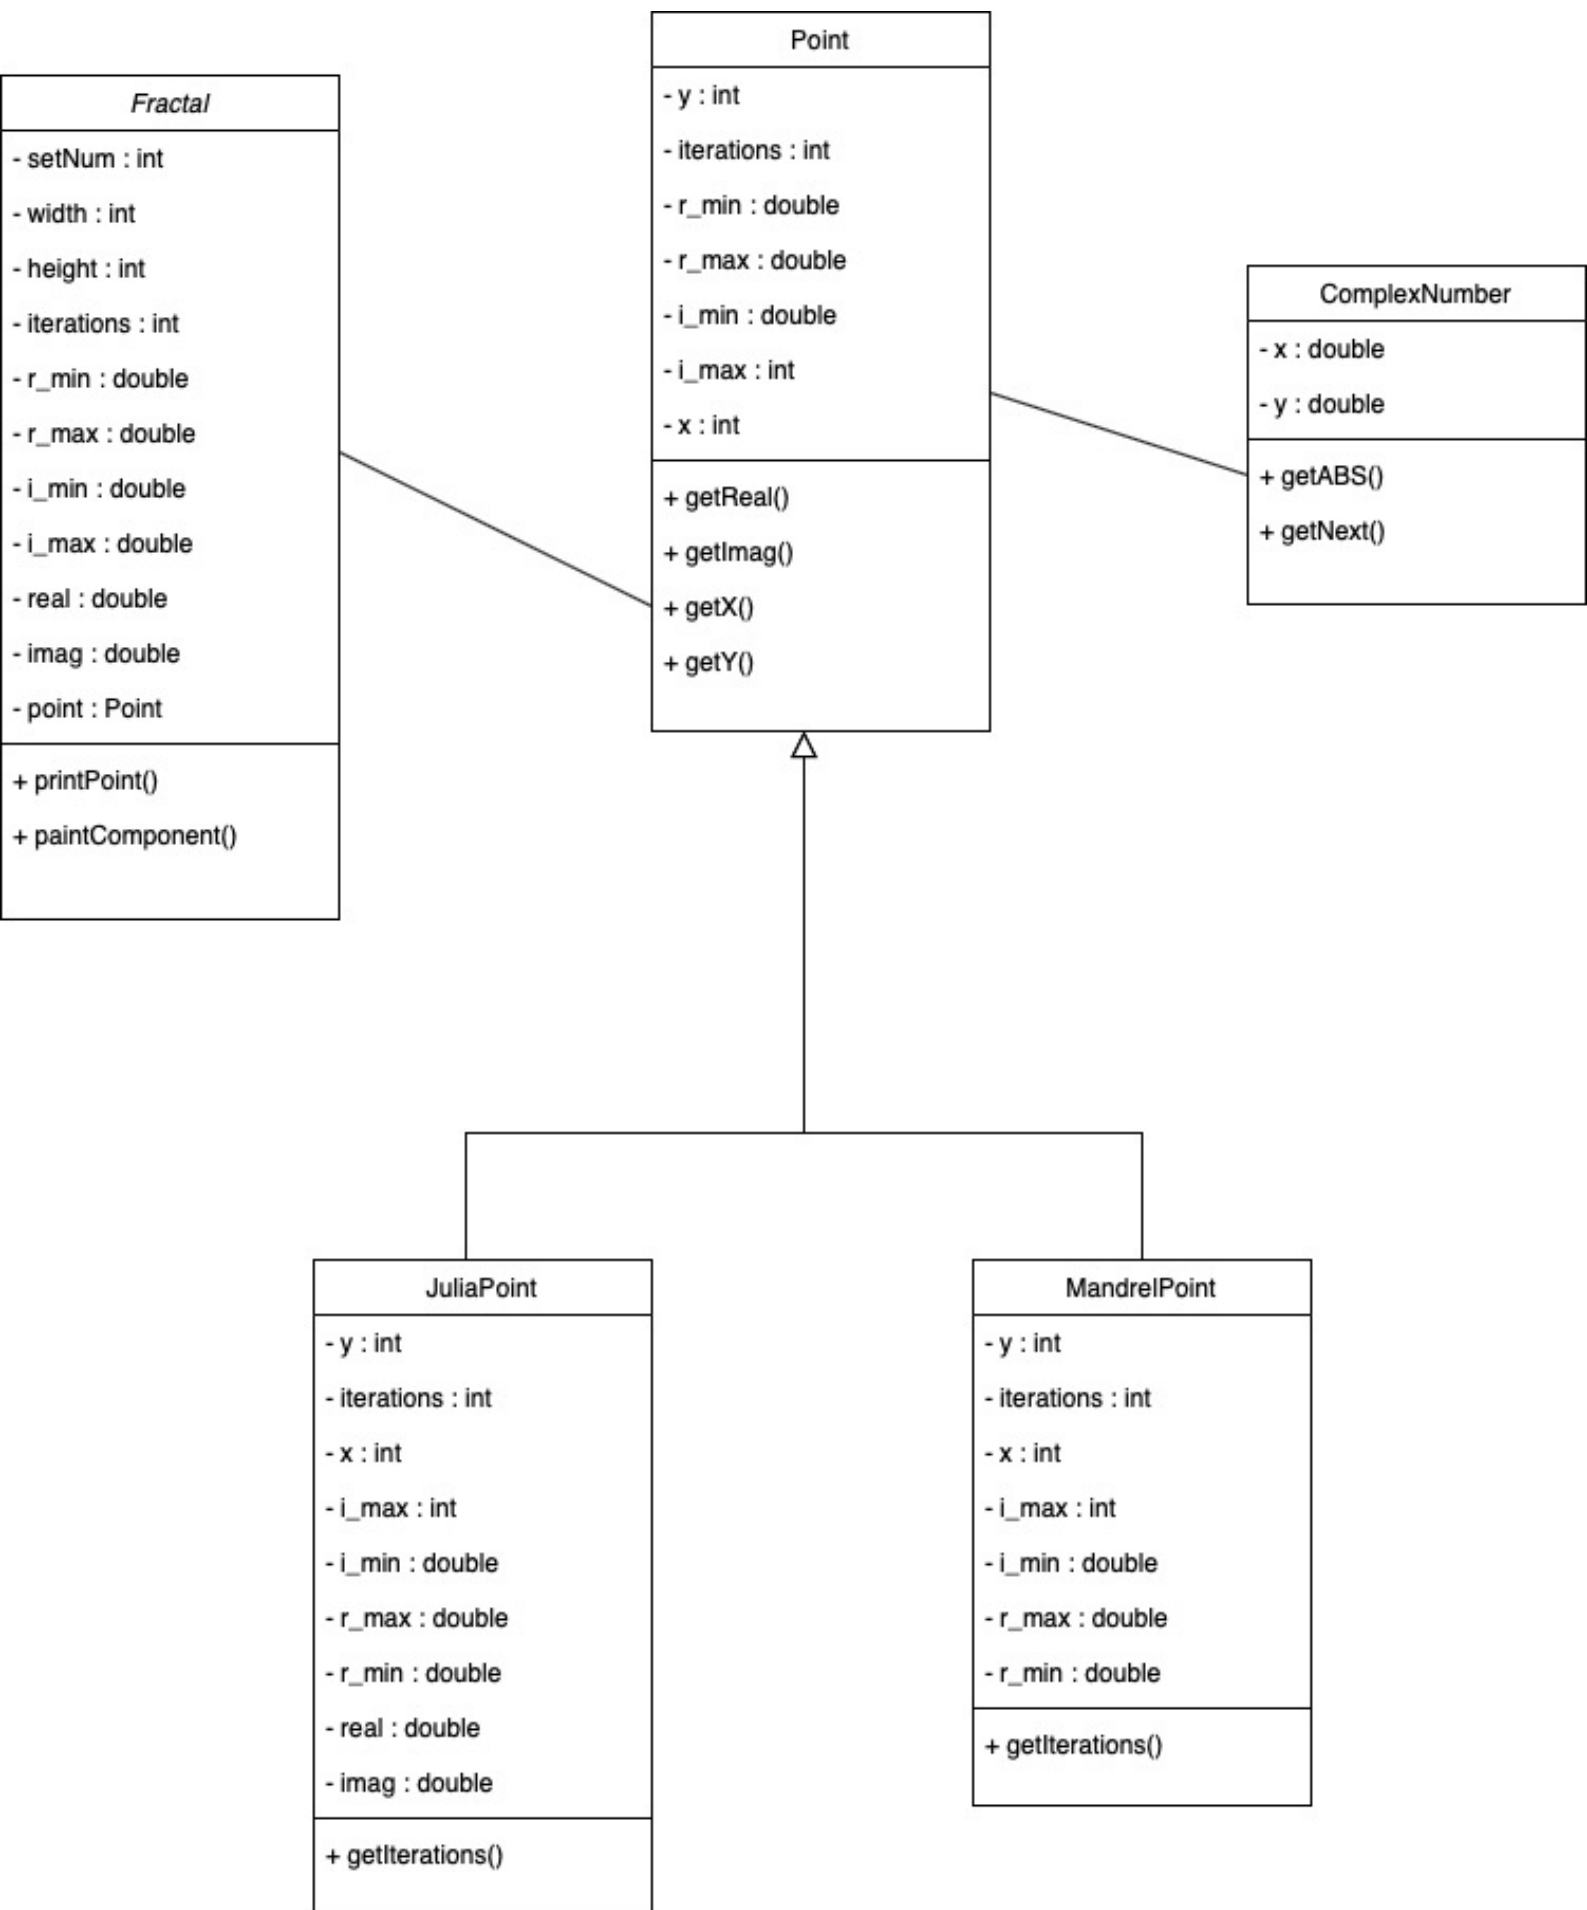 Fractal
- setNum : int
- width : int
- height : int
- iterations : int
- r_min : double
- r_max : double
- i_min : double
- i_max : double
- real : double
- imag : double
- point : Point
+ printPoint()
+ paintComponent()
Point
- y : int
- iterations : int
- r_min : double
- r_max : double
- i_min : double
- i_max : int
- x : int
+ getReal()
+ getImag()
+ getX()
+ getY()
ComplexNumber
- x : double
- y : double
+ getABS()
+ getNext()
JuliaPoint
- y : int
- iterations : int
- x : int
- i_max : int
- i_min : double
- r_max : double
- r_min : double
- real : double
- imag : double
+ getIterations()
MandrelPoint
- y : int
- iterations : int
- x : int
- i_max : int
- i_min : double
- r_max : double
- r_min : double
+ getIterations()